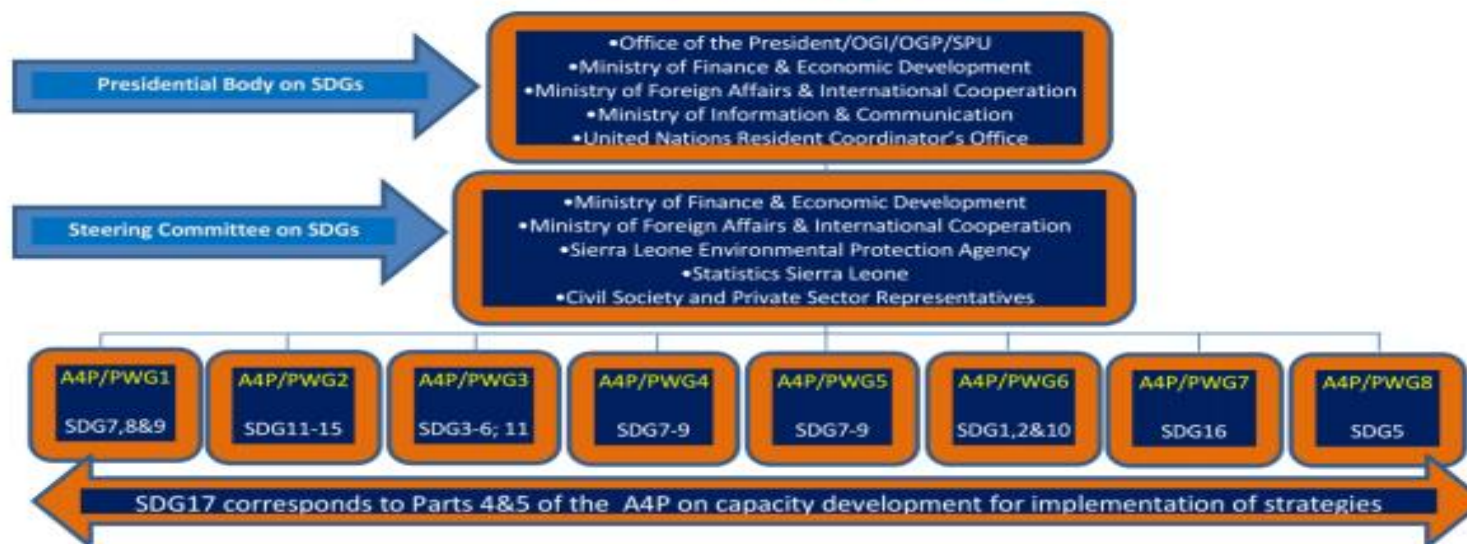 Presidential Body on SDGs
•Office of the President/OGI/OGP/SPU
•Ministry of Finance & Economic Development
•Ministry of Foreign Affairs & International Cooperation
•Ministry of Information & Communication
•United Nations Resident Coordinator's Office
Steering Committee on SDGs
•Ministry of Finance & Economic Development
•Ministry of Foreign Affairs & International Cooperation
•Sierra Leone Environmental Protection Agency
•Statistics Sierra Leone
•Civil Society and Private Sector Representatives
A4P/PWG1
SDG7,8&9
A4P/PWG2
SDG11-15
A4P/PWG3
SDG3-6; 11
A4P/PWG4
SDG7-9
A4P/PWG5
SDG7-9
A4P/PWG6
SDG1,2&10
A4P/PWG7
SDG16
A4P/PWG8
SDG5
SDG17 corresponds to Parts 4&5 of the A4P on capacity development for implementation of strategies